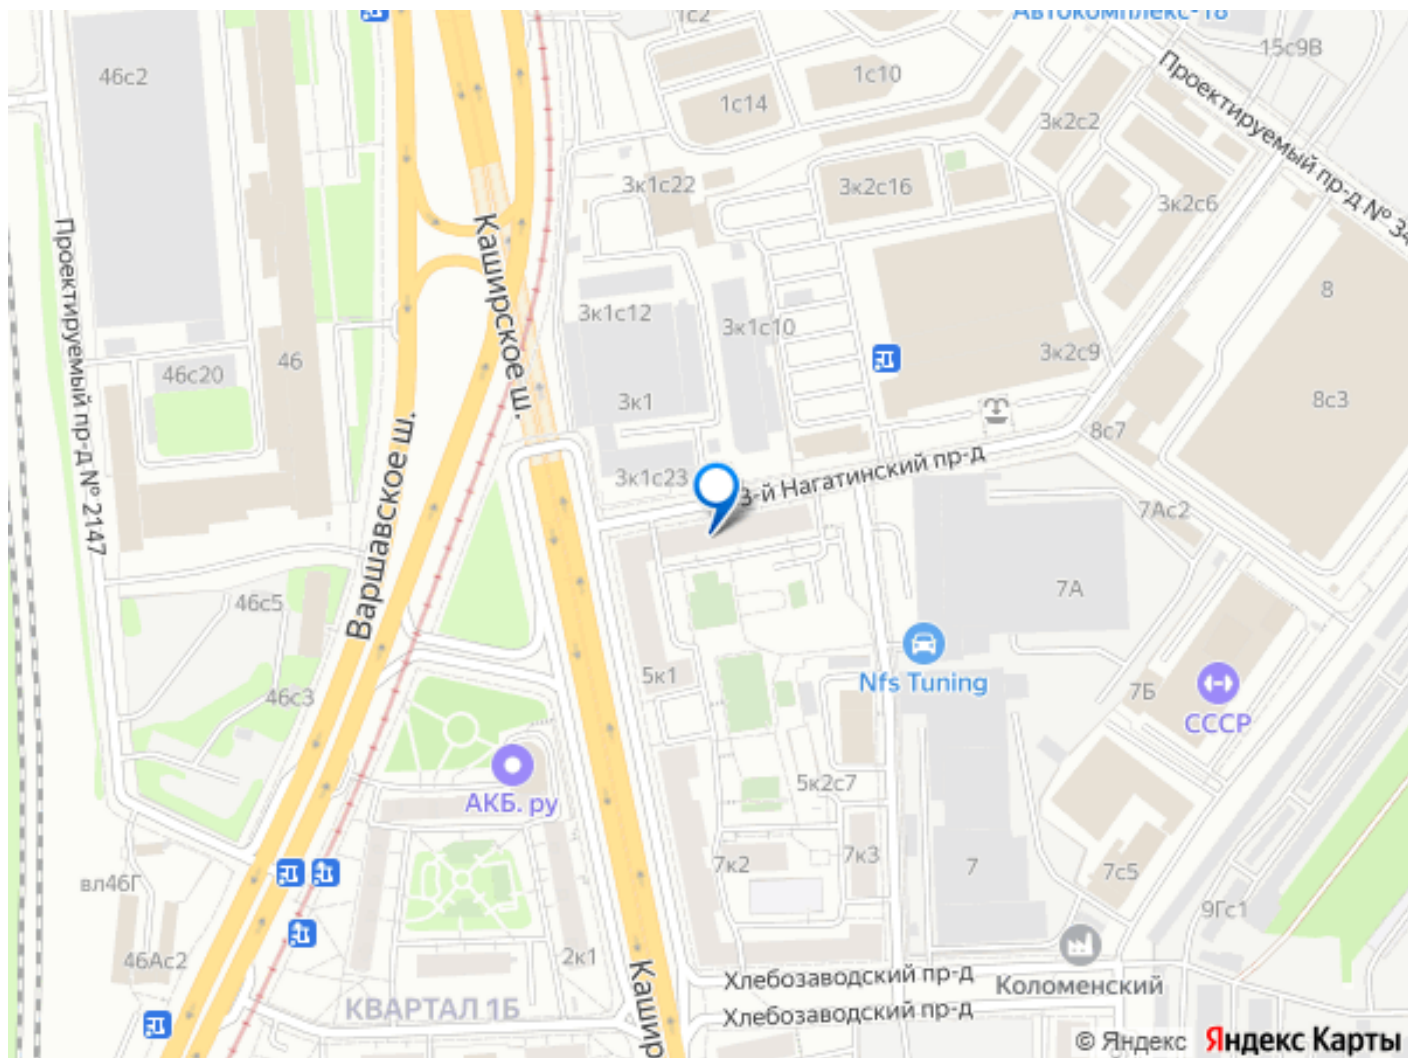 1с2
Автокомплекс-18
15с9В
46с2
1с10
1с14
3к2с2
Проектируемый пр-д № 34
3к1с22
3к2с16
3к2с6
Каширское ш.
Проектируемый пр-д № 2147
8
3к1с12
3к1с10
46
3к2с9
46с20
3к1
8с3
8с7
Варшавское ш.
3-й Нагатинский пр-д
3к1с23
7Ас2
7А
46с5
5к1
Nfs Tuning
7Б
46с3
СССР
5к2с7
АКБ. ру
7к2
7к3
7
7с5
вл46Г
9Гс1
46Ас2
2к1
Кашир
Хлебозаводский пр-д
Коломенский
КВАРТАЛ 1Б
Хлебозаводский пр-д
© Яндекс Яндекс Карты